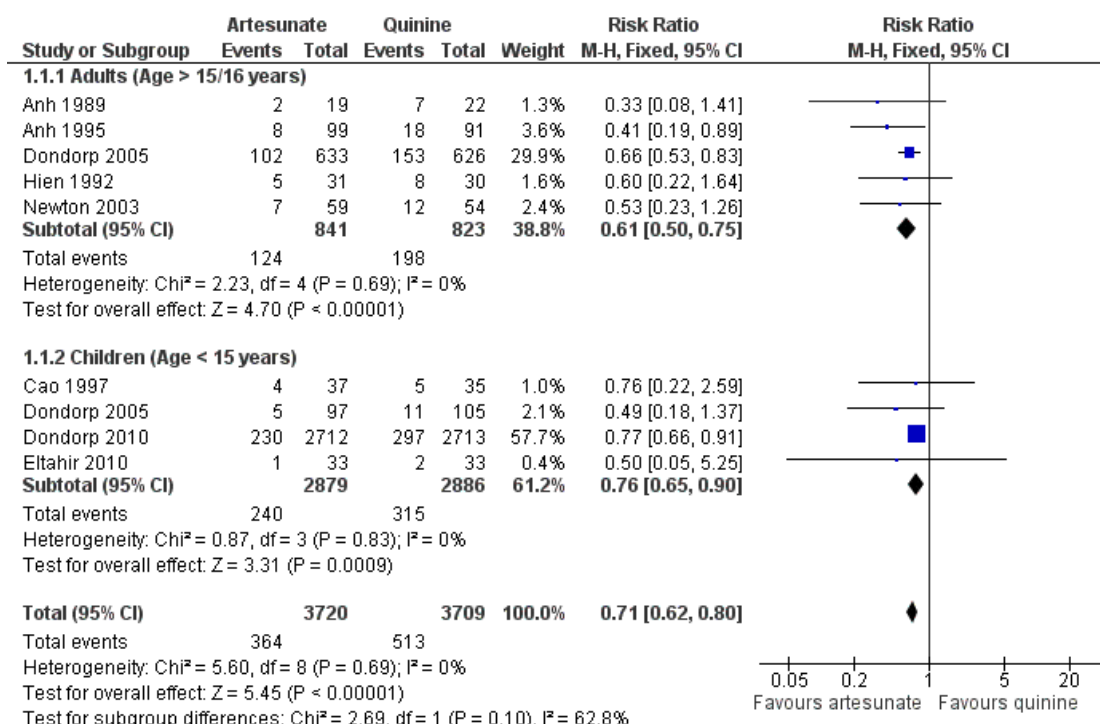 Artesunate Quinine Risk Ratio Risk Ratio
Study or Subgroup Events Total Events Total Weight M-H, Fixed, 95% CI M-H, Fixed, 95% CI
1.1.1 Adults (Age > 15/16 years)
Anh 1989 2 19 7 22 1.3% 0.33 [0.08, 1.41]
Anh 1995 8 99 18 91 3.6% 0.41 [0.19, 0.89]
Dondorp 2005 102 633 153 626 29.9% 0.66 [0.53, 0.83]
Hien 1992 5 31 8 30 1.6% 0.60 [0.22, 1.64]
Newton 2003 7 59 12 54 2.4% 0.53 [0.23, 1.26]
Subtotal (95% CI) 841 823 38.8% 0.61 [0.50, 0.75]
Total events 124 198
Heterogeneity: Chi² = 2.23, df = 4 (P = 0.69); I² = 0%
Test for overall effect: Z = 4.70 (P < 0.00001)
1.1.2 Children (Age < 15 years)
Cao 1997 4 37 5 35 1.0% 0.76 [0.22, 2.59]
Dondorp 2005 5 97 11 105 2.1% 0.49 [0.18, 1.37]
Dondorp 2010 230 2712 297 2713 57.7% 0.77 [0.66, 0.91]
Eltahir 2010 1 33 2 33 0.4% 0.50 [0.05, 5.25]
Subtotal (95% CI) 2879 2886 61.2% 0.76 [0.65, 0.90]
Total events 240 315
Heterogeneity: Chi² = 0.87, df = 3 (P = 0.83); I² = 0%
Test for overall effect: Z = 3.31 (P = 0.0009)
Total (95% CI) 3720 3709 100.0% 0.71 [0.62, 0.80]
Total events 364 513
Heterogeneity: Chi² = 5.60, df = 8 (P = 0.69); I² = 0%
Test for overall effect: Z = 5.45 (P < 0.00001)
Test for subgroup differences: Chi² = 2.69, df = 1 (P = 0.10), I² = 62.8%
0.05 0.2 1 5 20
Favours artesunate Favours quinine